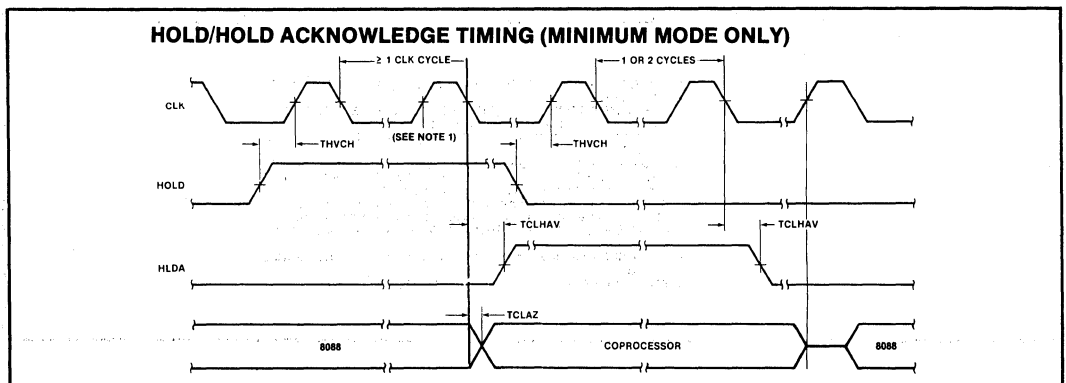 HOLD/HOLD ACKNOWLEDGE TIMING (MINIMUM MODE ONLY)
≥ 1 CLK CYCLE
1 OR 2 CYCLES
CLK
(SEE NOTE 1)
THVCH
THVCH
HOLD
TCLHAV
TCLHAV
HLDA
TCLAZ
8088
COPROCESSOR
8088